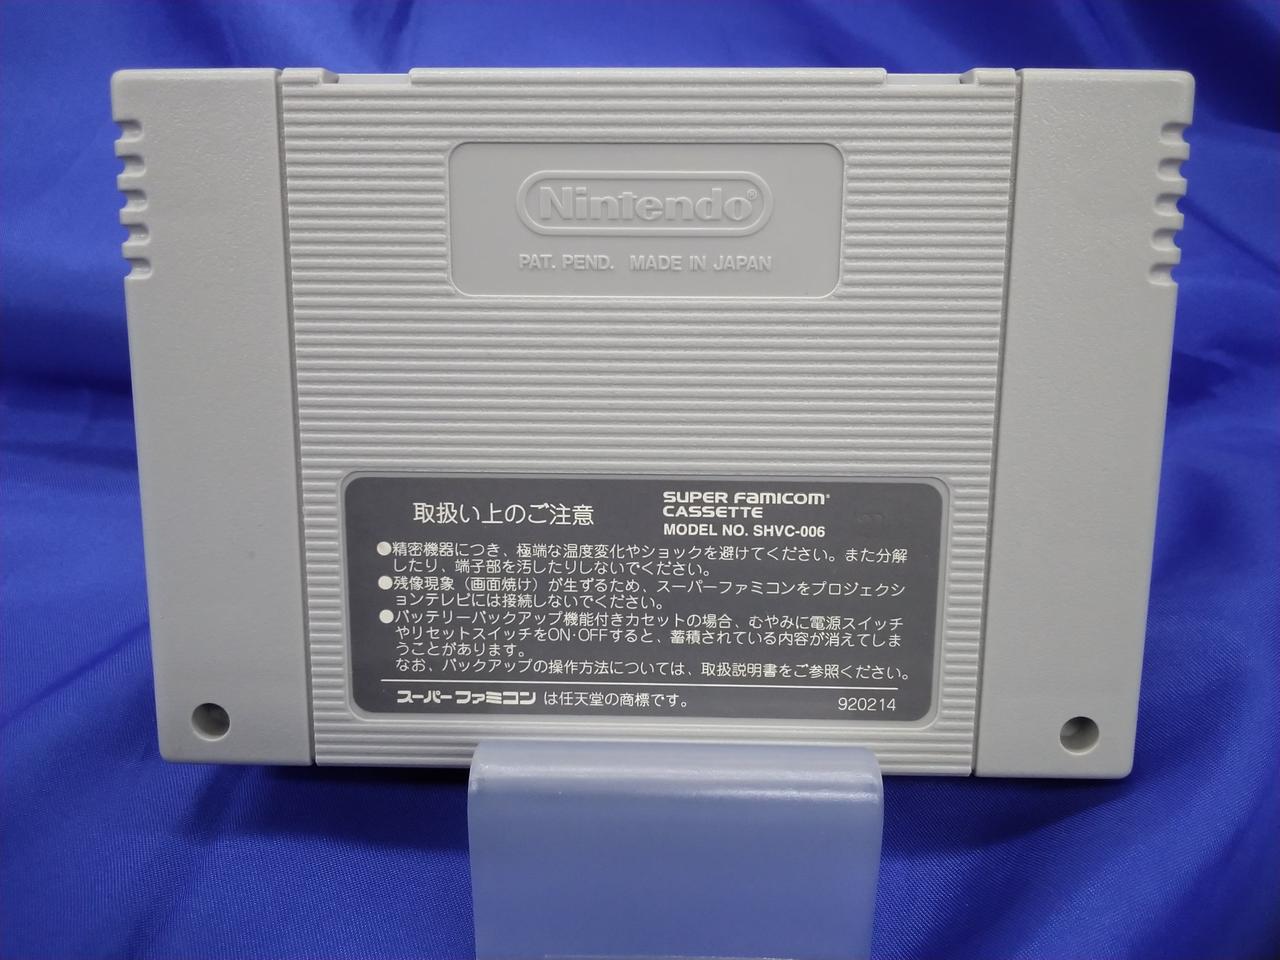 Nintendo®
PAT. PEND. MADE IN JAPAN
取扱い上のご注意
SUPER FAMICOM®
CASSETTE
MODEL NO. SHVC-006
●精密機器につき、極端な温度変化やショックを避けてください。また分解
したり、端子部を汚したりしないでください。
●残像現象（画面焼け）が生ずるため、スーパーファミコンをプロジェクシ
ョンテレビには接続しないでください。
●バッテリーバックアップ機能付きカセットの場合、むやみに電源スイッチ
やリセットスイッチをON・OFFすると、蓄積されている内容が消えてしま
うことがあります。
なお、バックアップの操作方法については、取扱説明書をご参照ください。
スーパーファミコン は任天堂の商標です。
920214